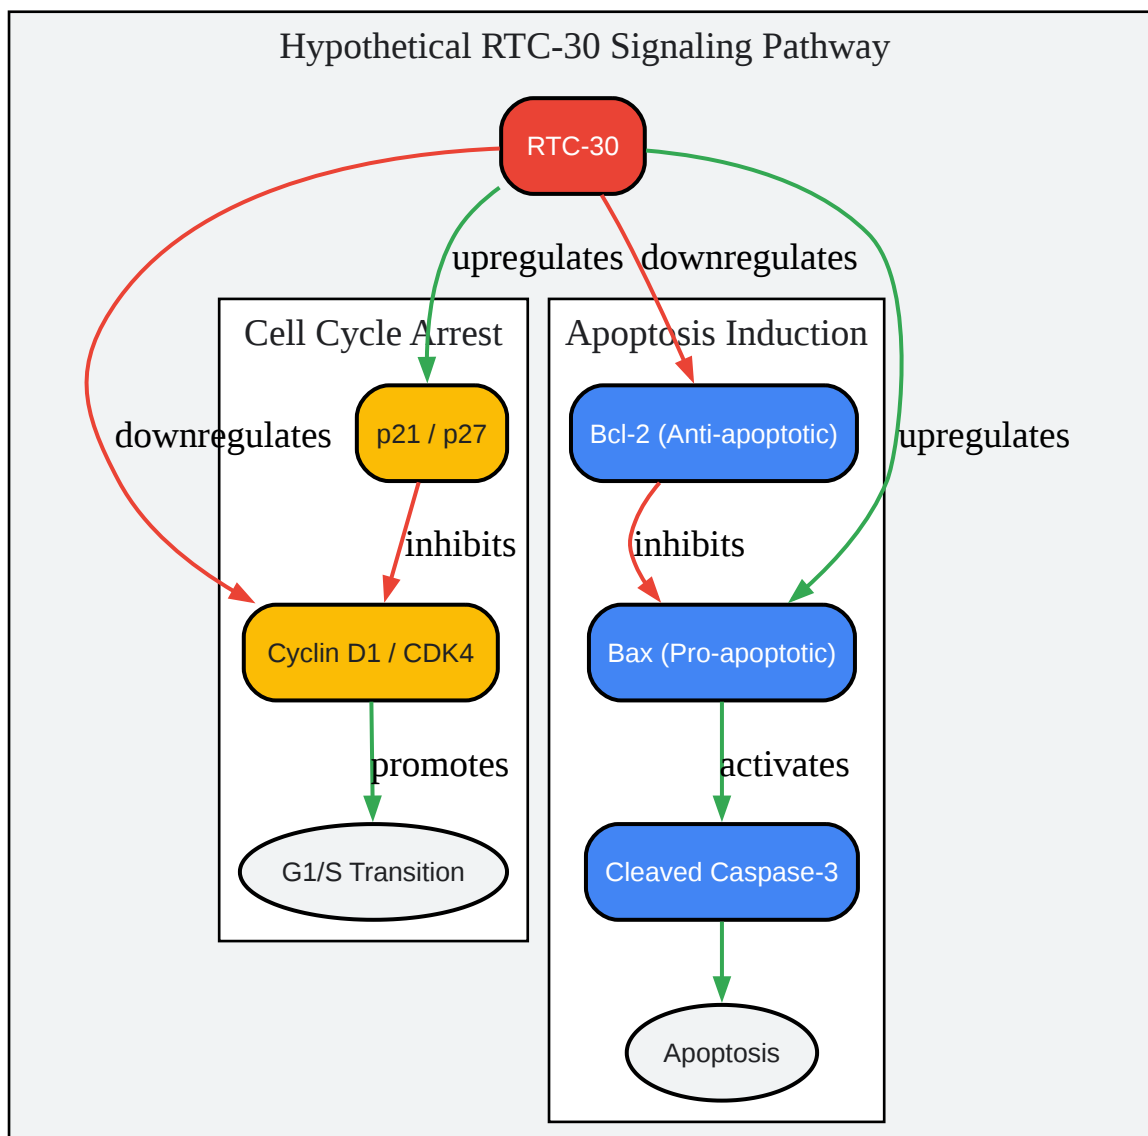 Hypothetical RTC-30 Signaling Pathway
RTC-30
upregulates
downregulates
Cell Cycle Arrest
Apoptosis Induction
downregulates
p21 / p27
Bcl-2 (Anti-apoptotic)
upregulates
inhibits
inhibits
Cyclin D1 / CDK4
Bax (Pro-apoptotic)
promotes
activates
G1/S Transition
Cleaved Caspase-3
Apoptosis